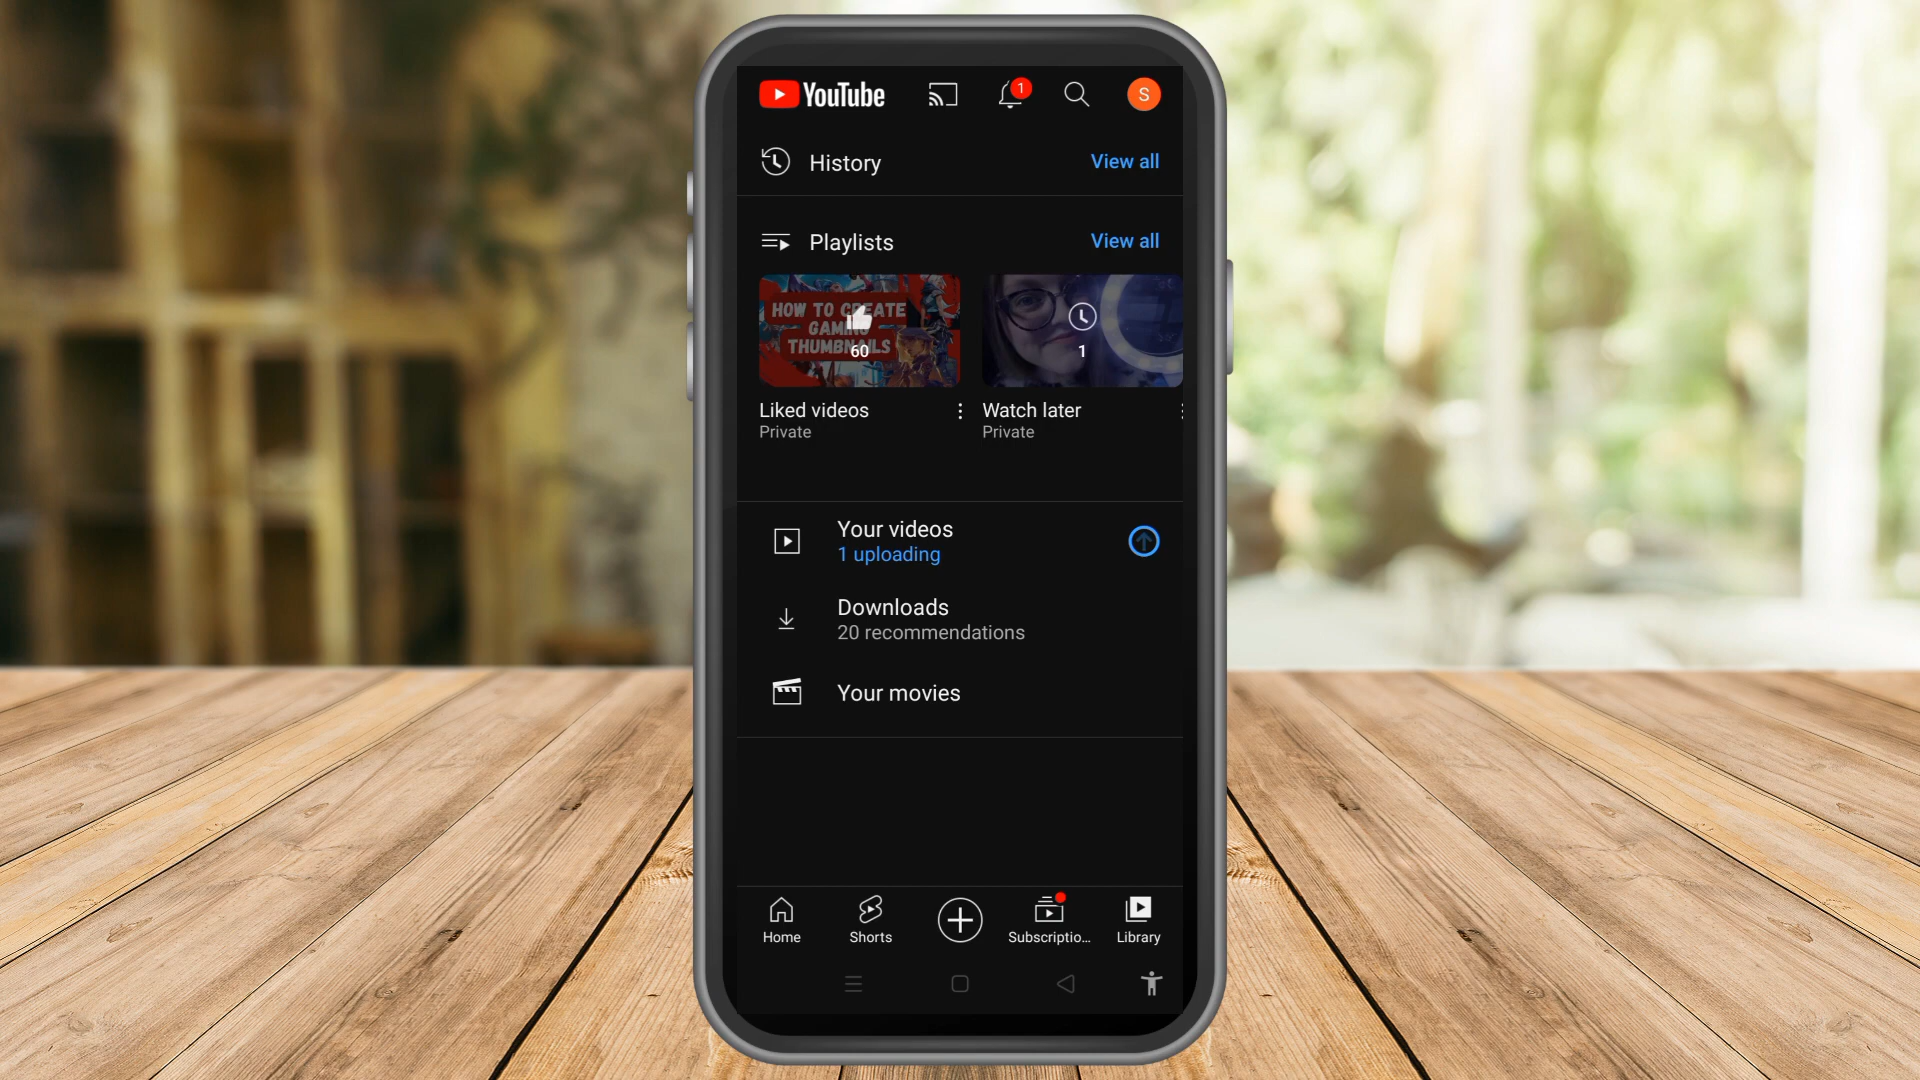 YouTube
1
S
History
View all
Playlists
View all
HOW TO CREATE
GAMING
THUMBNAILS
60
1
Liked videos
Private
Watch later
Private
Your videos
1 uploading
Downloads
20 recommendations
Your movies
Home
Shorts
Subscriptio...
Library